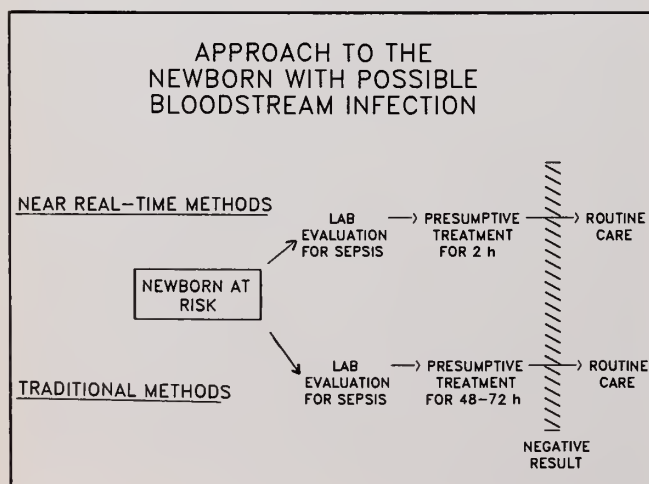 APPROACH TO THE
NEWBORN WITH POSSIBLE
BLOODSTREAM INFECTION
NEAR REAL-TIME METHODS
LAB
EVALUATION
FOR SEPSIS
PRESUMPTIVE
TREATMENT
FOR 2 h
ROUTINE
CARE
NEWBORN AT
RISK
TRADITIONAL METHODS
LAB
EVALUATION
FOR SEPSIS
PRESUMPTIVE
TREATMENT
FOR 48-72 h
ROUTINE
CARE
NEGATIVE
RESULT